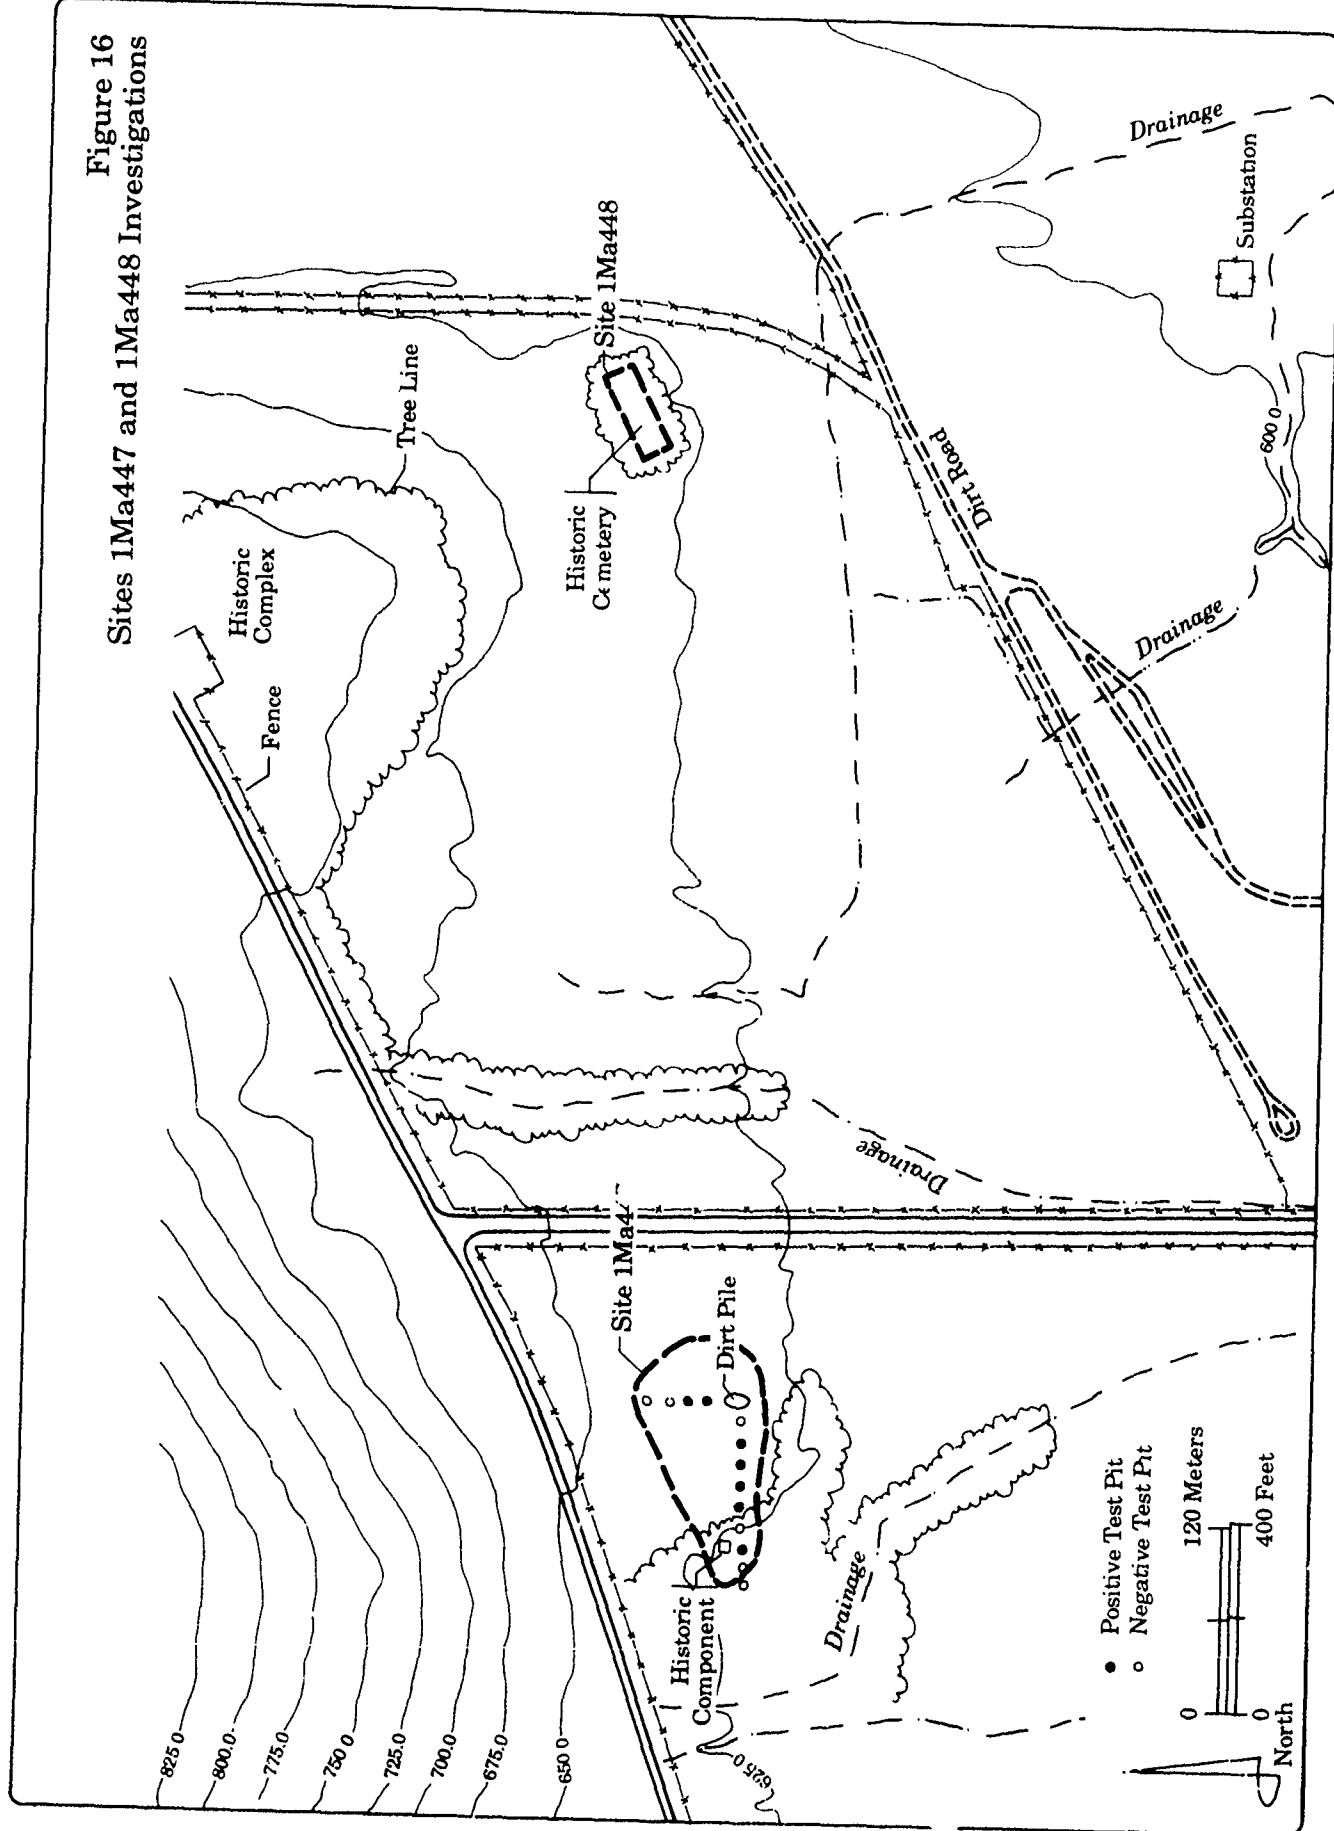 Figure 16
Sites 1Ma447 and 1Ma448 Investigations
Drainage
Substation
Site 1Ma448
Tree Line
Historic
Complex
Fence
Historic
Cemetery
Dirt Road
600 0
Drainage
Drainage
Site 1Ma4
Dirt Pile
Historic
Component
Drainage
825 0
800.0
775.0
750 0
725.0
700.0
675.0
650 0
625 0
Positive Test Pit
Negative Test Pit
0
120 Meters
0
400 Feet
North